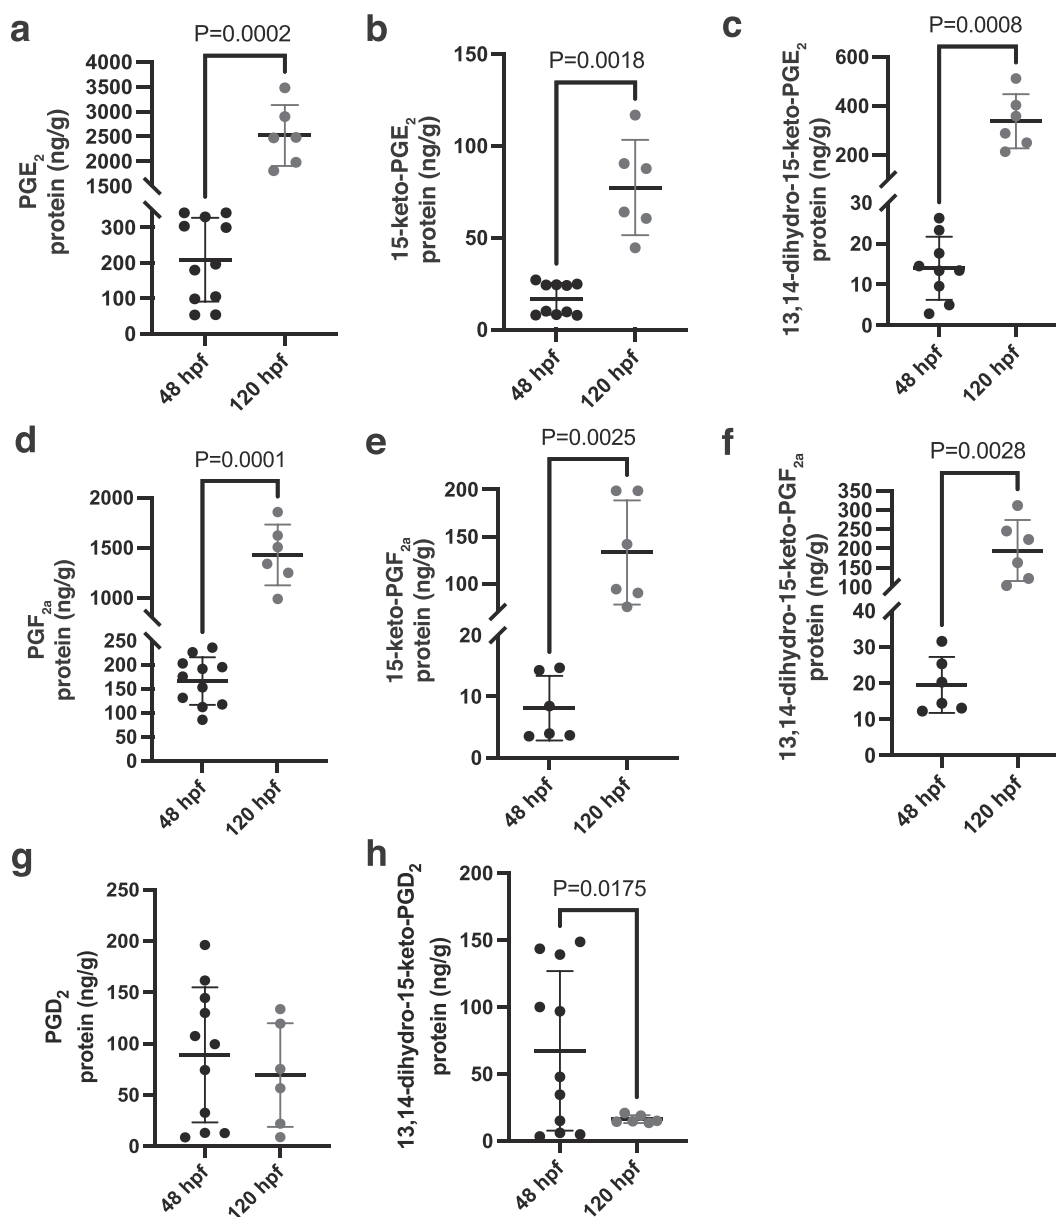 a
P=0.0002
PGE2
protein (ng/g)
4000
3500
3000
2500
2000
1500
300
200
100
0
48 hpf
120 hpf
b
P=0.0018
15-keto-PGE2
protein (ng/g)
150
100
50
0
48 hpf
120 hpf
c
P=0.0008
13,14-dihydro-15-keto-PGE2
protein (ng/g)
600
400
200
30
20
10
0
48 hpf
120 hpf
d
P=0.0001
PGF2a
protein (ng/g)
2000
1500
1000
250
200
150
100
50
0
48 hpf
120 hpf
e
P=0.0025
15-keto-PGF2a
protein (ng/g)
200
150
100
20
10
0
48 hpf
120 hpf
f
P=0.0028
13,14-dihydro-15-keto-PGF2a
protein (ng/g)
350
300
250
200
150
100
40
30
20
10
0
48 hpf
120 hpf
g
PGD2
protein (ng/g)
250
200
150
100
50
0
48 hpf
120 hpf
h
P=0.0175
13,14-dihydro-15-keto-PGD2
protein (ng/g)
200
150
100
50
0
48 hpf
120 hpf